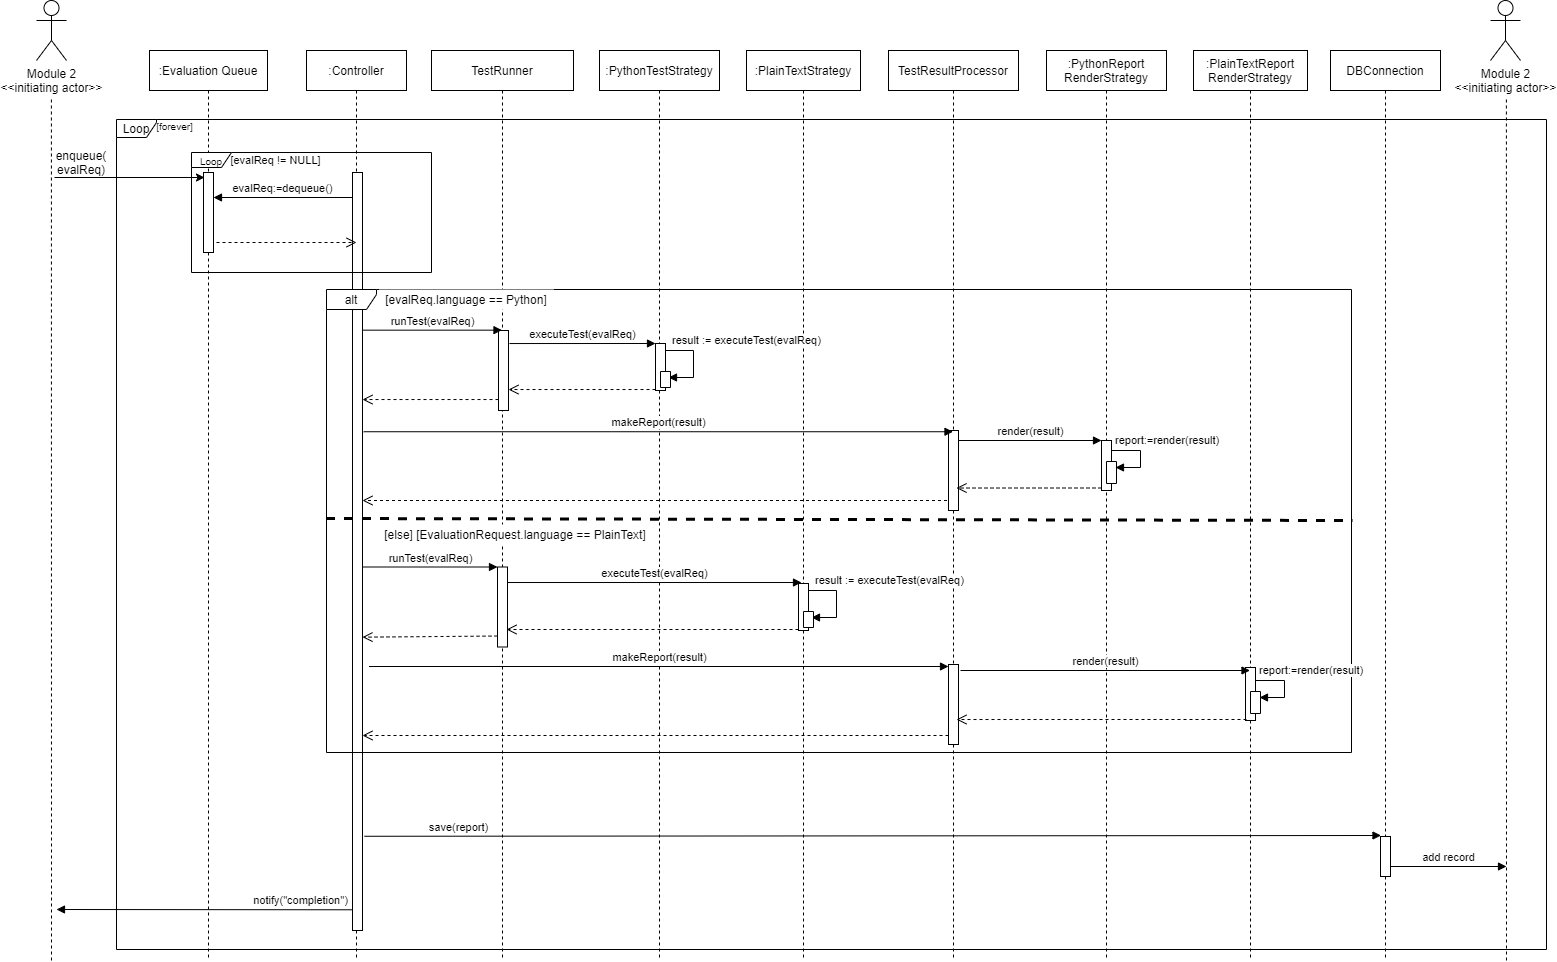 Module 2
<<initiating actor>>
:Evaluation Queue
:Controller
TestRunner
:PythonTestStrategy
:PlainTextStrategy
TestResultProcessor
:PythonReport
RenderStrategy
:PlainTextReport
RenderStrategy
DBConnection
Module 2
<<initiating actor>>
Loop
[forever]
enqueue(
evalReq)
Loop
[evalReq != NULL]
evalReq:=dequeue()
alt
[evalReq.language == Python]
runTest(evalReq)
executeTest(evalReq)
result := executeTest(evalReq)
makeReport(result)
render(result)
report:=render(result)
[else] [EvaluationRequest.language == PlainText]
runTest(evalReq)
executeTest(evalReq)
result := executeTest(evalReq)
makeReport(result)
render(result)
report:=render(result)
save(report)
add record
notify("completion")